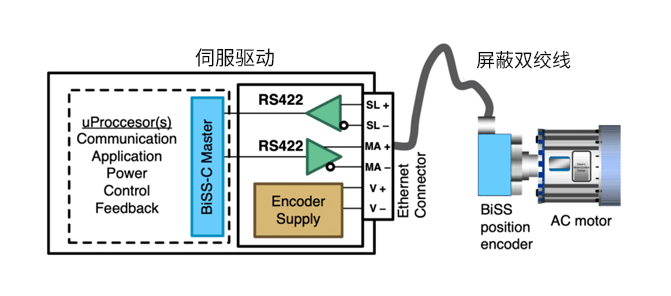 伺服驱动
屏蔽双绞线
uProccesor(s)
Communication
Application
Power
Control
Feedback
BiSS-C Master
RS422
RS422
Encoder
Supply
SL +
SL −
MA +
MA −
V +
V −
Ethernet
Connector
BiSS
position
encoder
AC motor